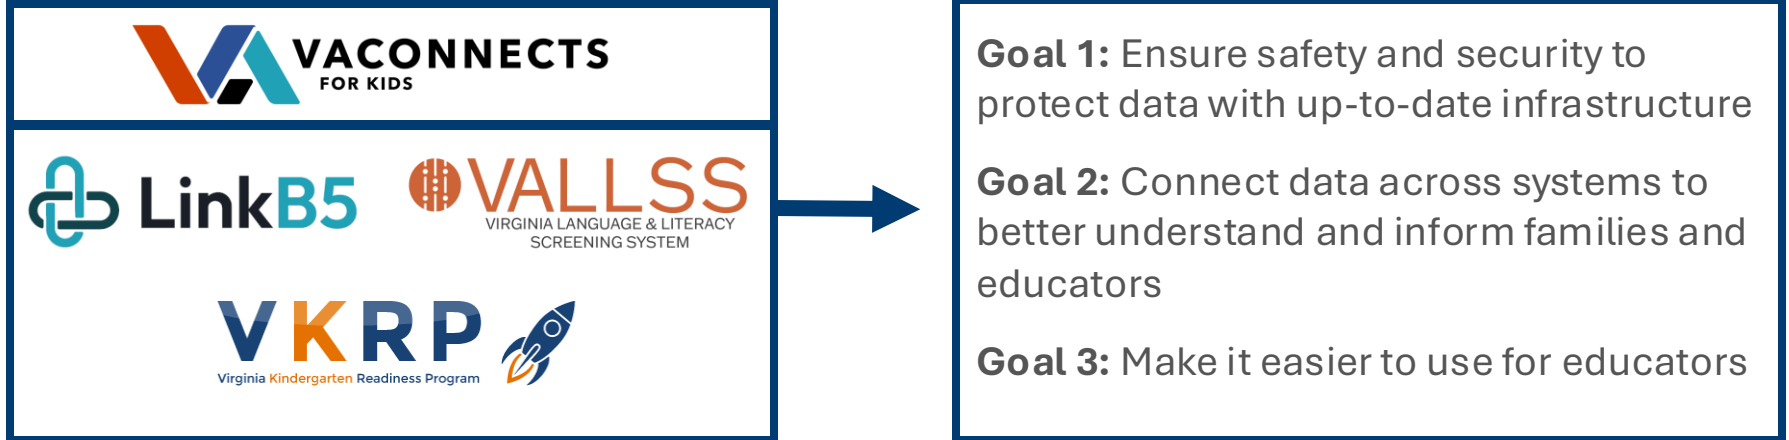 VACONNECTS
FOR KIDS
LinkB5
VALLSS
VIRGINIA LANGUAGE & LITERACY
SCREENING SYSTEM
VKRP
Virginia Kindergarten Readiness Program
Goal 1: Ensure safety and security to
protect data with up-to-date infrastructure
Goal 2: Connect data across systems to
better understand and inform families and
educators
Goal 3: Make it easier to use for educators